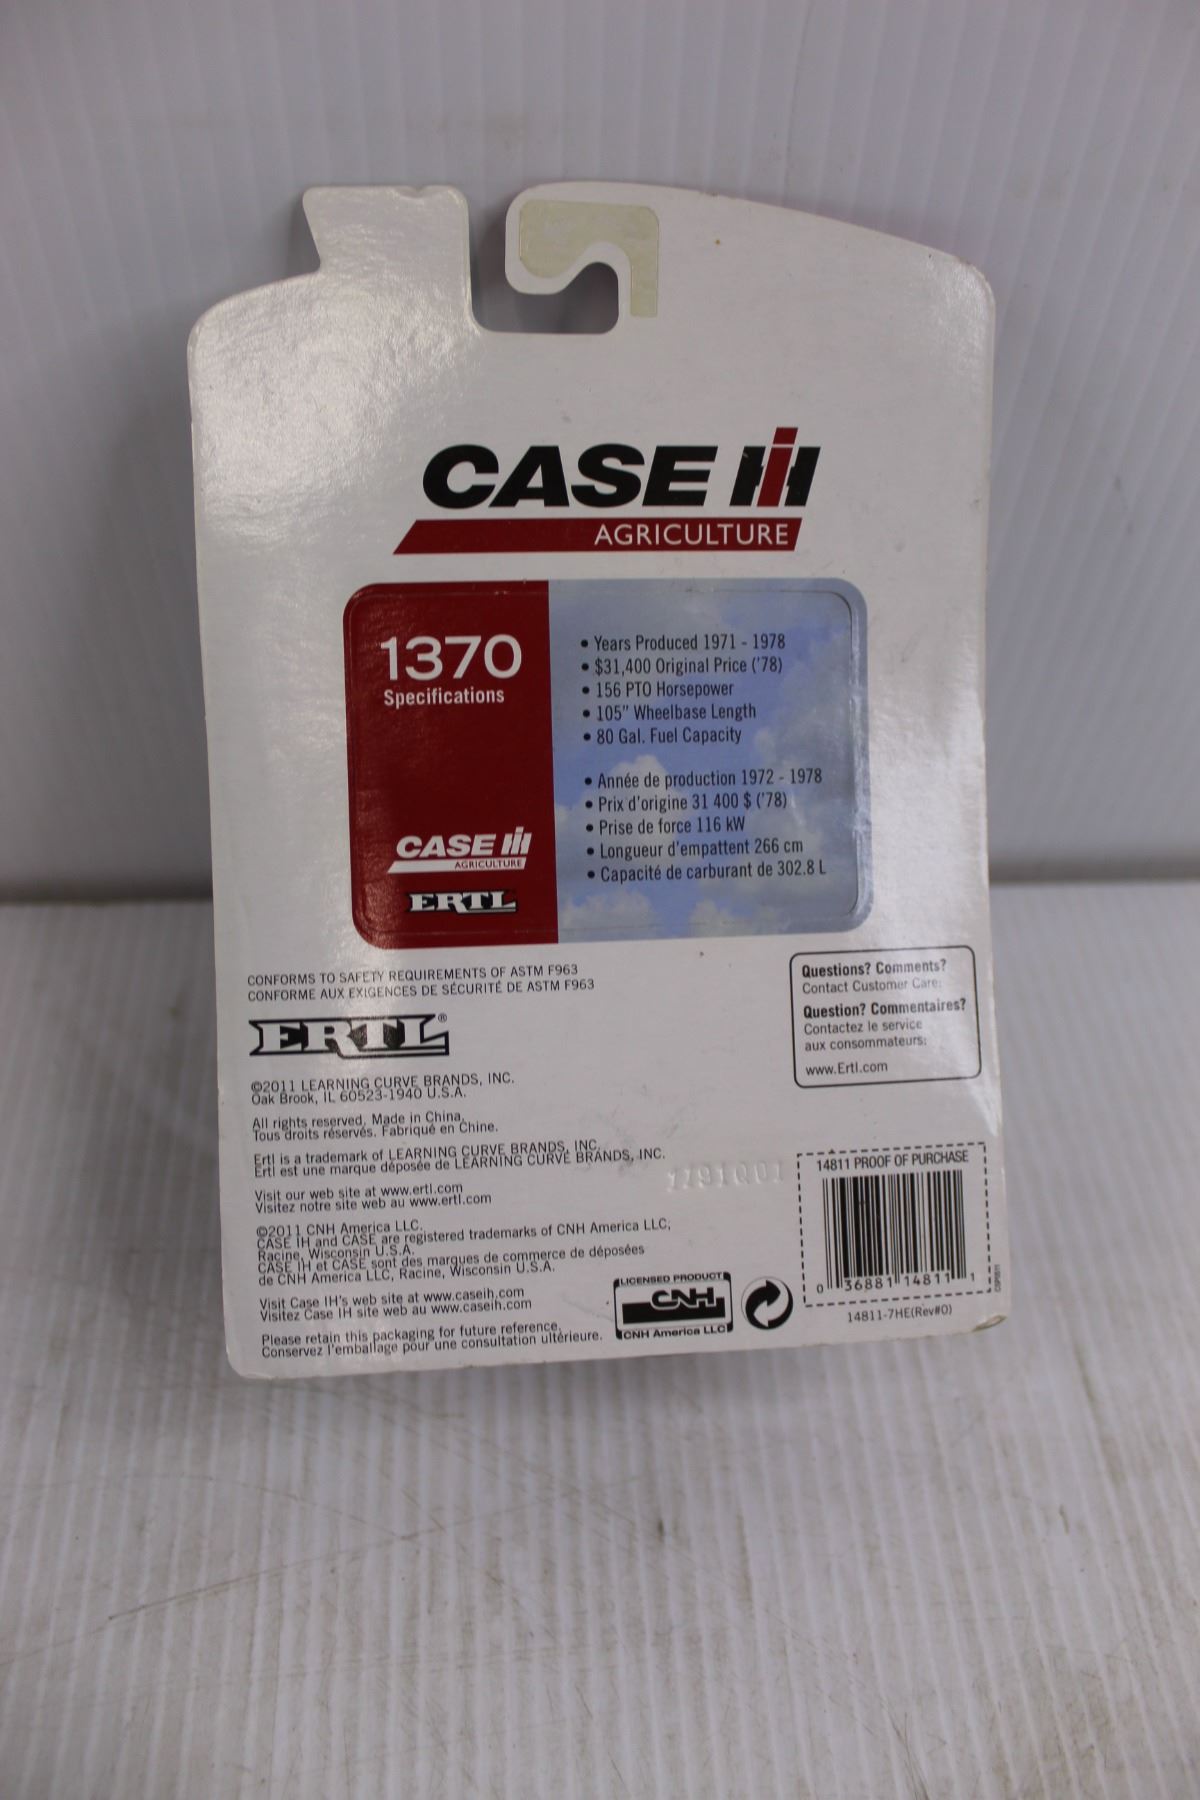 CASE IH
AGRICULTURE
1370
Specifications
• Years Produced 1971 - 1978
• $31,400 Original Price ('78)
• 156 PTO Horsepower
• 105" Wheelbase Length
• 80 Gal. Fuel Capacity
• Année de production 1972 - 1978
• Prix d'origine 31 400 $ ('78)
• Prise de force 116 kW
• Longueur d'empattent 266 cm
• Capacité de carburant de 302.8 L
CASE IH
AGRICULTURE
ERTL
CONFORMS TO SAFETY REQUIREMENTS OF ASTM F963
CONFORME AUX EXIGENCES DE SÉCURITÉ DE ASTM F963
ERTL®
©2011 LEARNING CURVE BRANDS, INC.
Oak Brook, IL 60523-1940 U.S.A.
All rights reserved. Made in China.
Tous droits réservés. Fabriqué en Chine.
Ertl is a trademark of LEARNING CURVE BRANDS, INC.
Ertl est une marque déposée de LEARNING CURVE BRANDS, INC.
Visit our web site at www.ertl.com
Visitez notre site web au www.ertl.com
©2011 CNH America LLC.
CASE IH and CASE are registered trademarks of CNH America LLC,
Racine, Wisconsin U.S.A.
CASE IH et CASE sont des marques de commerce de déposées
de CNH America LLC, Racine, Wisconsin U.S.A.
Visit Case IH's web site at www.caseih.com
Visitez Case IH site web au www.caseih.com
Please retain this packaging for future reference.
Conservez l'emballage pour une consultation ultérieure.
Questions? Comments?
Contact Customer Care:
Question? Commentaires?
Contactez le service
aux consommateurs:
www.Ertl.com
14811 PROOF OF PURCHASE
0 36881 14811 1
14811-7HE(Rev#0)
LICENSED PRODUCT
CNH
CNH America LLC